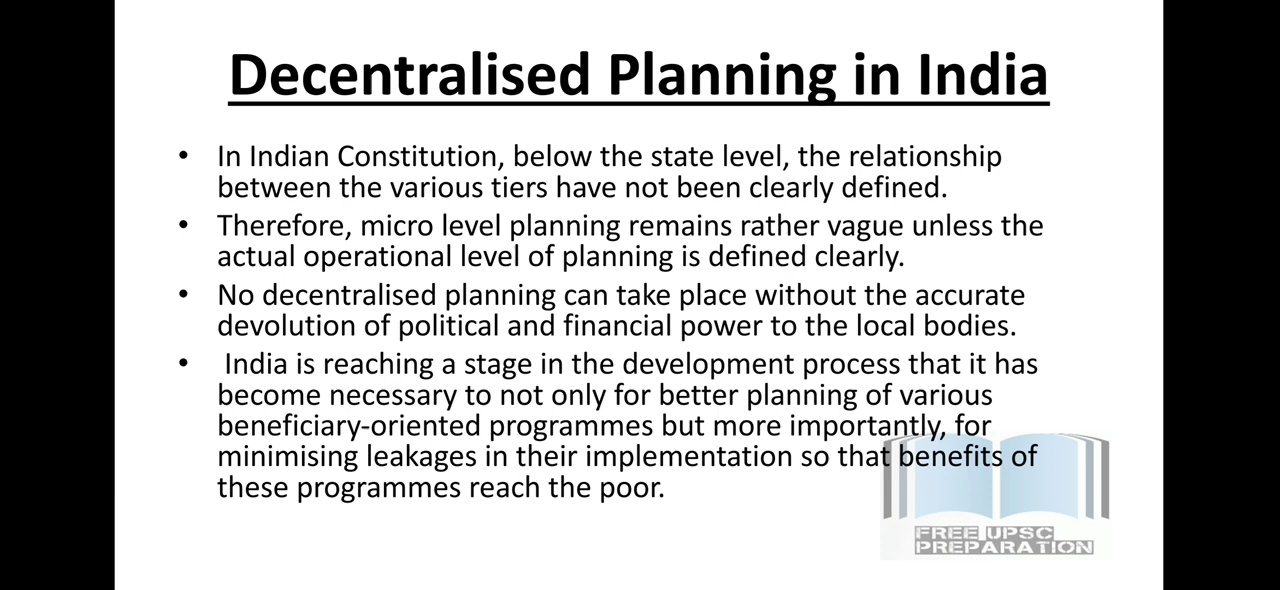 Decentralised Planning in India
• In Indian Constitution, below the state level, the relationship
between the various tiers have not been clearly defined.
• Therefore, micro level planning remains rather vague unless the
actual operational level of planning is defined clearly.
• No decentralised planning can take place without the accurate
devolution of political and financial power to the local bodies.
• India is reaching a stage in the development process that it has
become necessary to not only for better planning of various
beneficiary-oriented programmes but more importantly, for
minimising leakages in their implementation so that benefits of
these programmes reach the poor.
FREE UPSC
PREPARATION